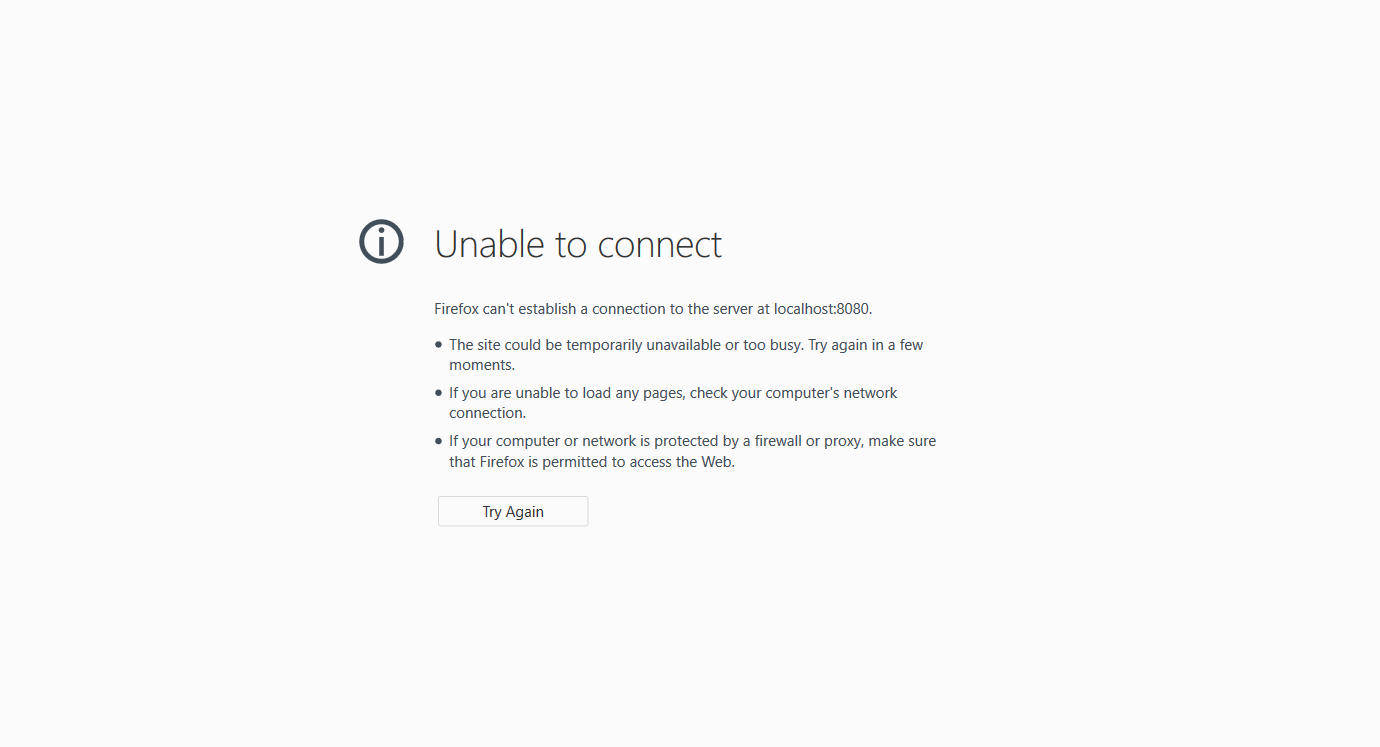 Unable to connect
Firefox can't establish a connection to the server at localhost:8080.
The site could be temporarily unavailable or too busy. Try again in a few
moments.
If you are unable to load any pages, check your computer's network
connection.
If your computer or network is protected by a firewall or proxy, make sure
that Firefox is permitted to access the Web.
Try Again